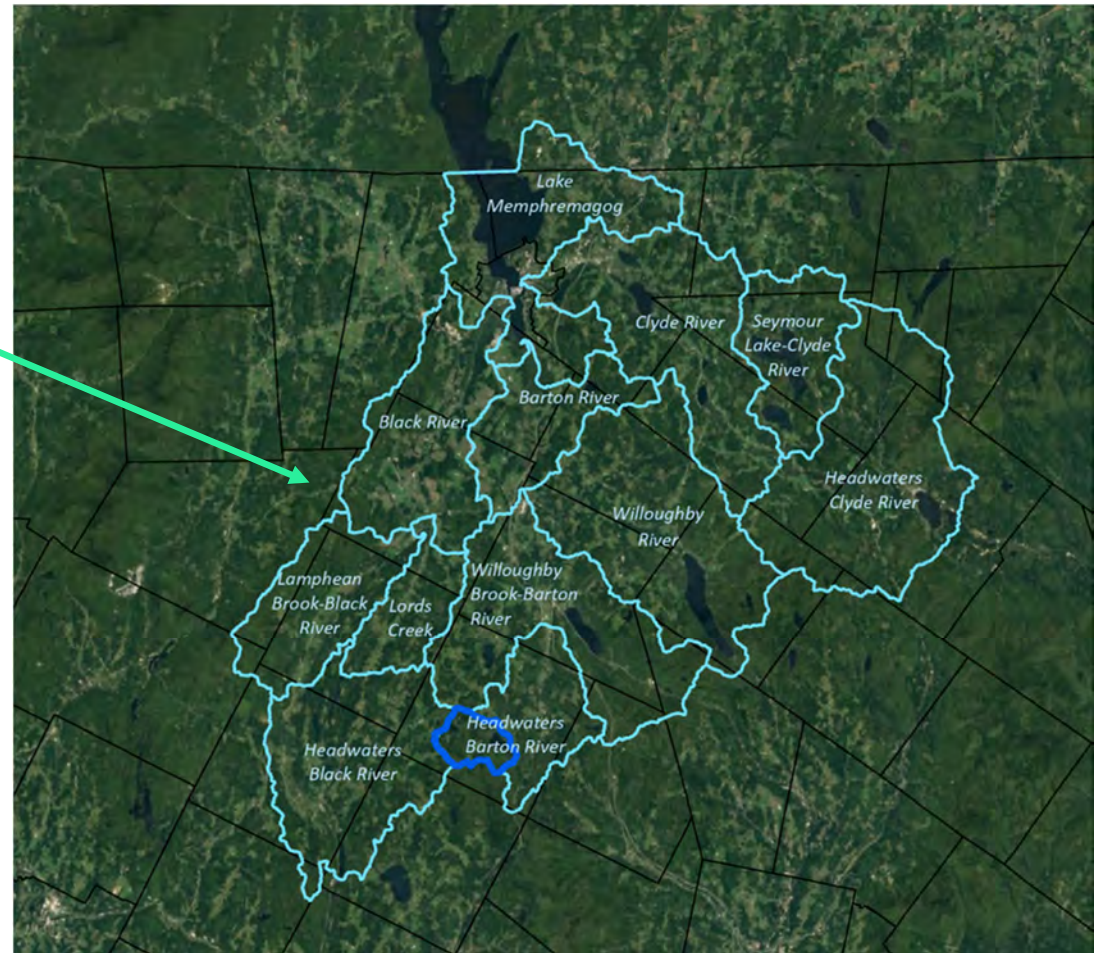 Lake
Memphremagog
Clyde River
Seymour
Lake-Clyde
River
Barton River
Black River
Headwaters
Clyde River
Willoughby
River
Lamphean
Brook-Black
River
Lords
Creek
Willoughby
Brook-Barton
River
Headwaters
Barton River
Headwaters
Black River